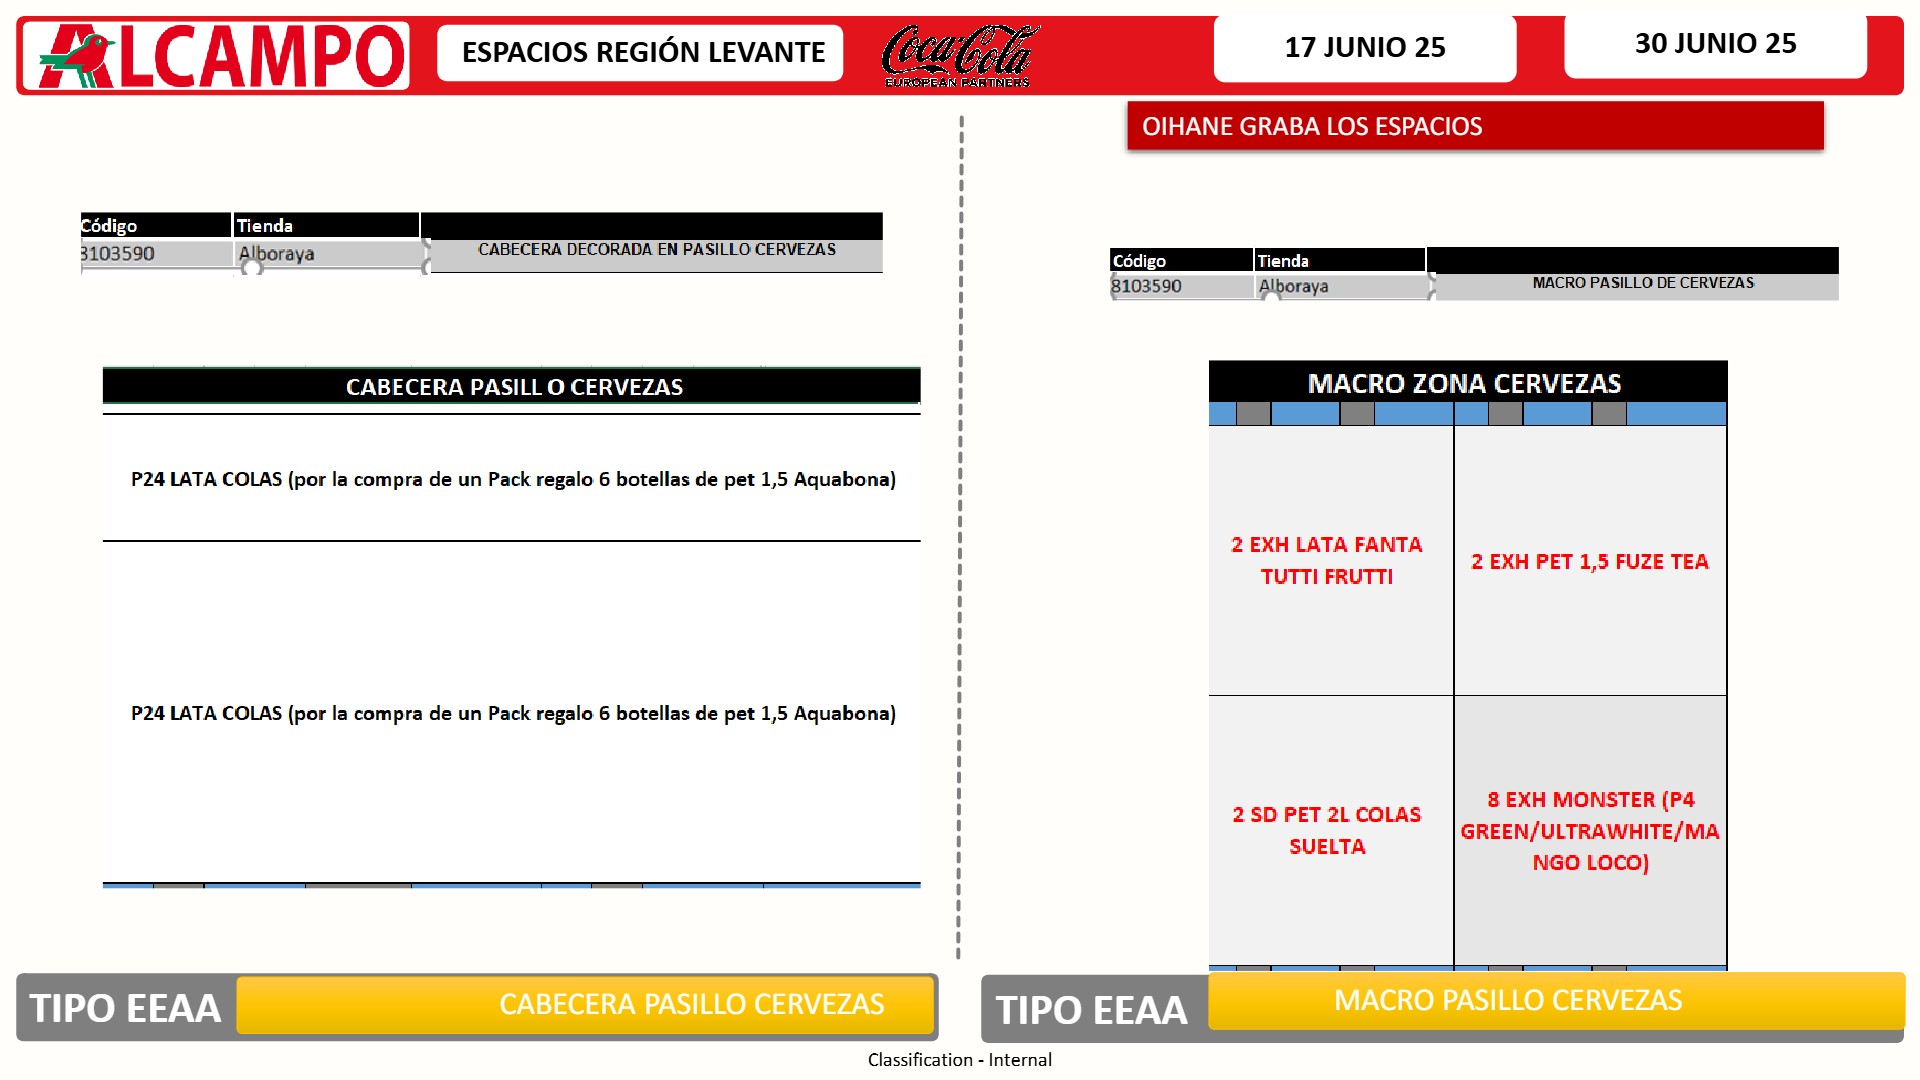 ALCAMPO
ESPACIOS REGIÓN LEVANTE
Coca-Cola
EUROPEAN PARTNERS
17 JUNIO 25
30 JUNIO 25
OIHANE GRABA LOS ESPACIOS
Código Tienda
8103590 Alboraya CABECERA DECORADA EN PASILLO CERVEZAS
CABECERA PASILLO CERVEZAS
P24 LATA COLAS (por la compra de un Pack regalo 6 botellas de pet 1,5 Aquabona)
P24 LATA COLAS (por la compra de un Pack regalo 6 botellas de pet 1,5 Aquabona)
TIPO EEAA
CABECERA PASILLO CERVEZAS
Código Tienda
8103590 Alboraya MACRO PASILLO DE CERVEZAS
MACRO ZONA CERVEZAS
2 EXH LATA FANTA
TUTTI FRUTTI
2 EXH PET 1,5 FUZE TEA
2 SD PET 2L COLAS
SUELTA
8 EXH MONSTER (P4
GREEN/ULTRAWHITE/MA
NGO LOCO)
TIPO EEAA
MACRO PASILLO CERVEZAS
Classification - Internal